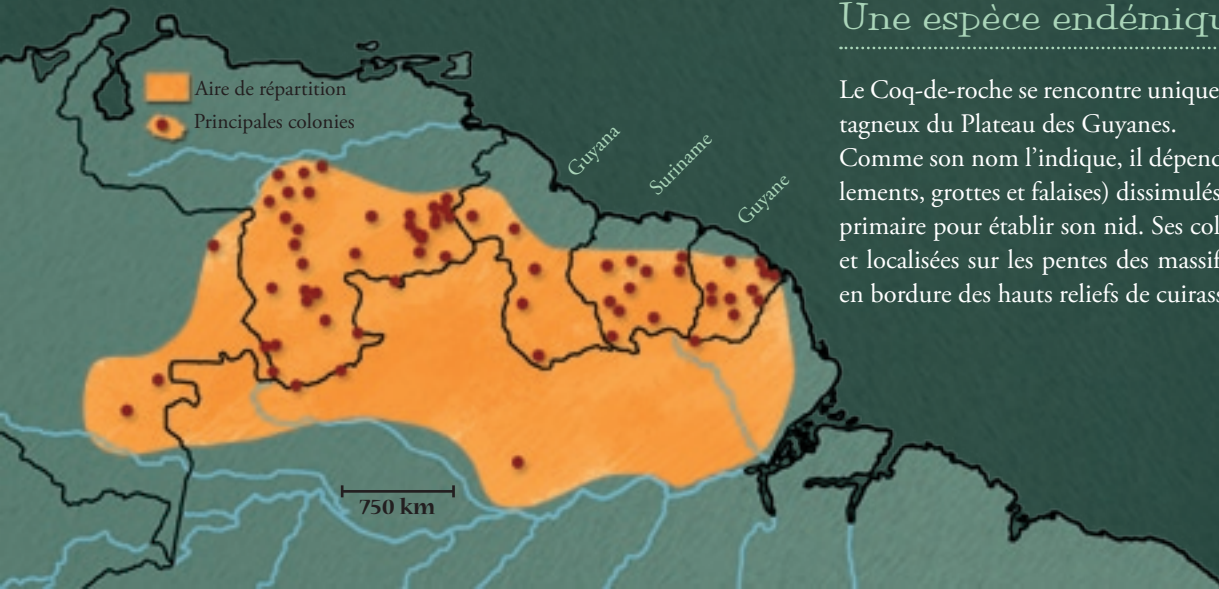 Une espèce endémiqu
Le Coq-de-roche se rencontre unique
tagneux du Plateau des Guyanes.
Comme son nom l'indique, il dépend
lements, grottes et falaises) dissimulés
primaire pour établir son nid. Ses col
et localisées sur les pentes des massif
en bordure des hauts reliefs de cuirass
Aire de répartition
Principales colonies
Guyana
Suriname
Guyane
750 km